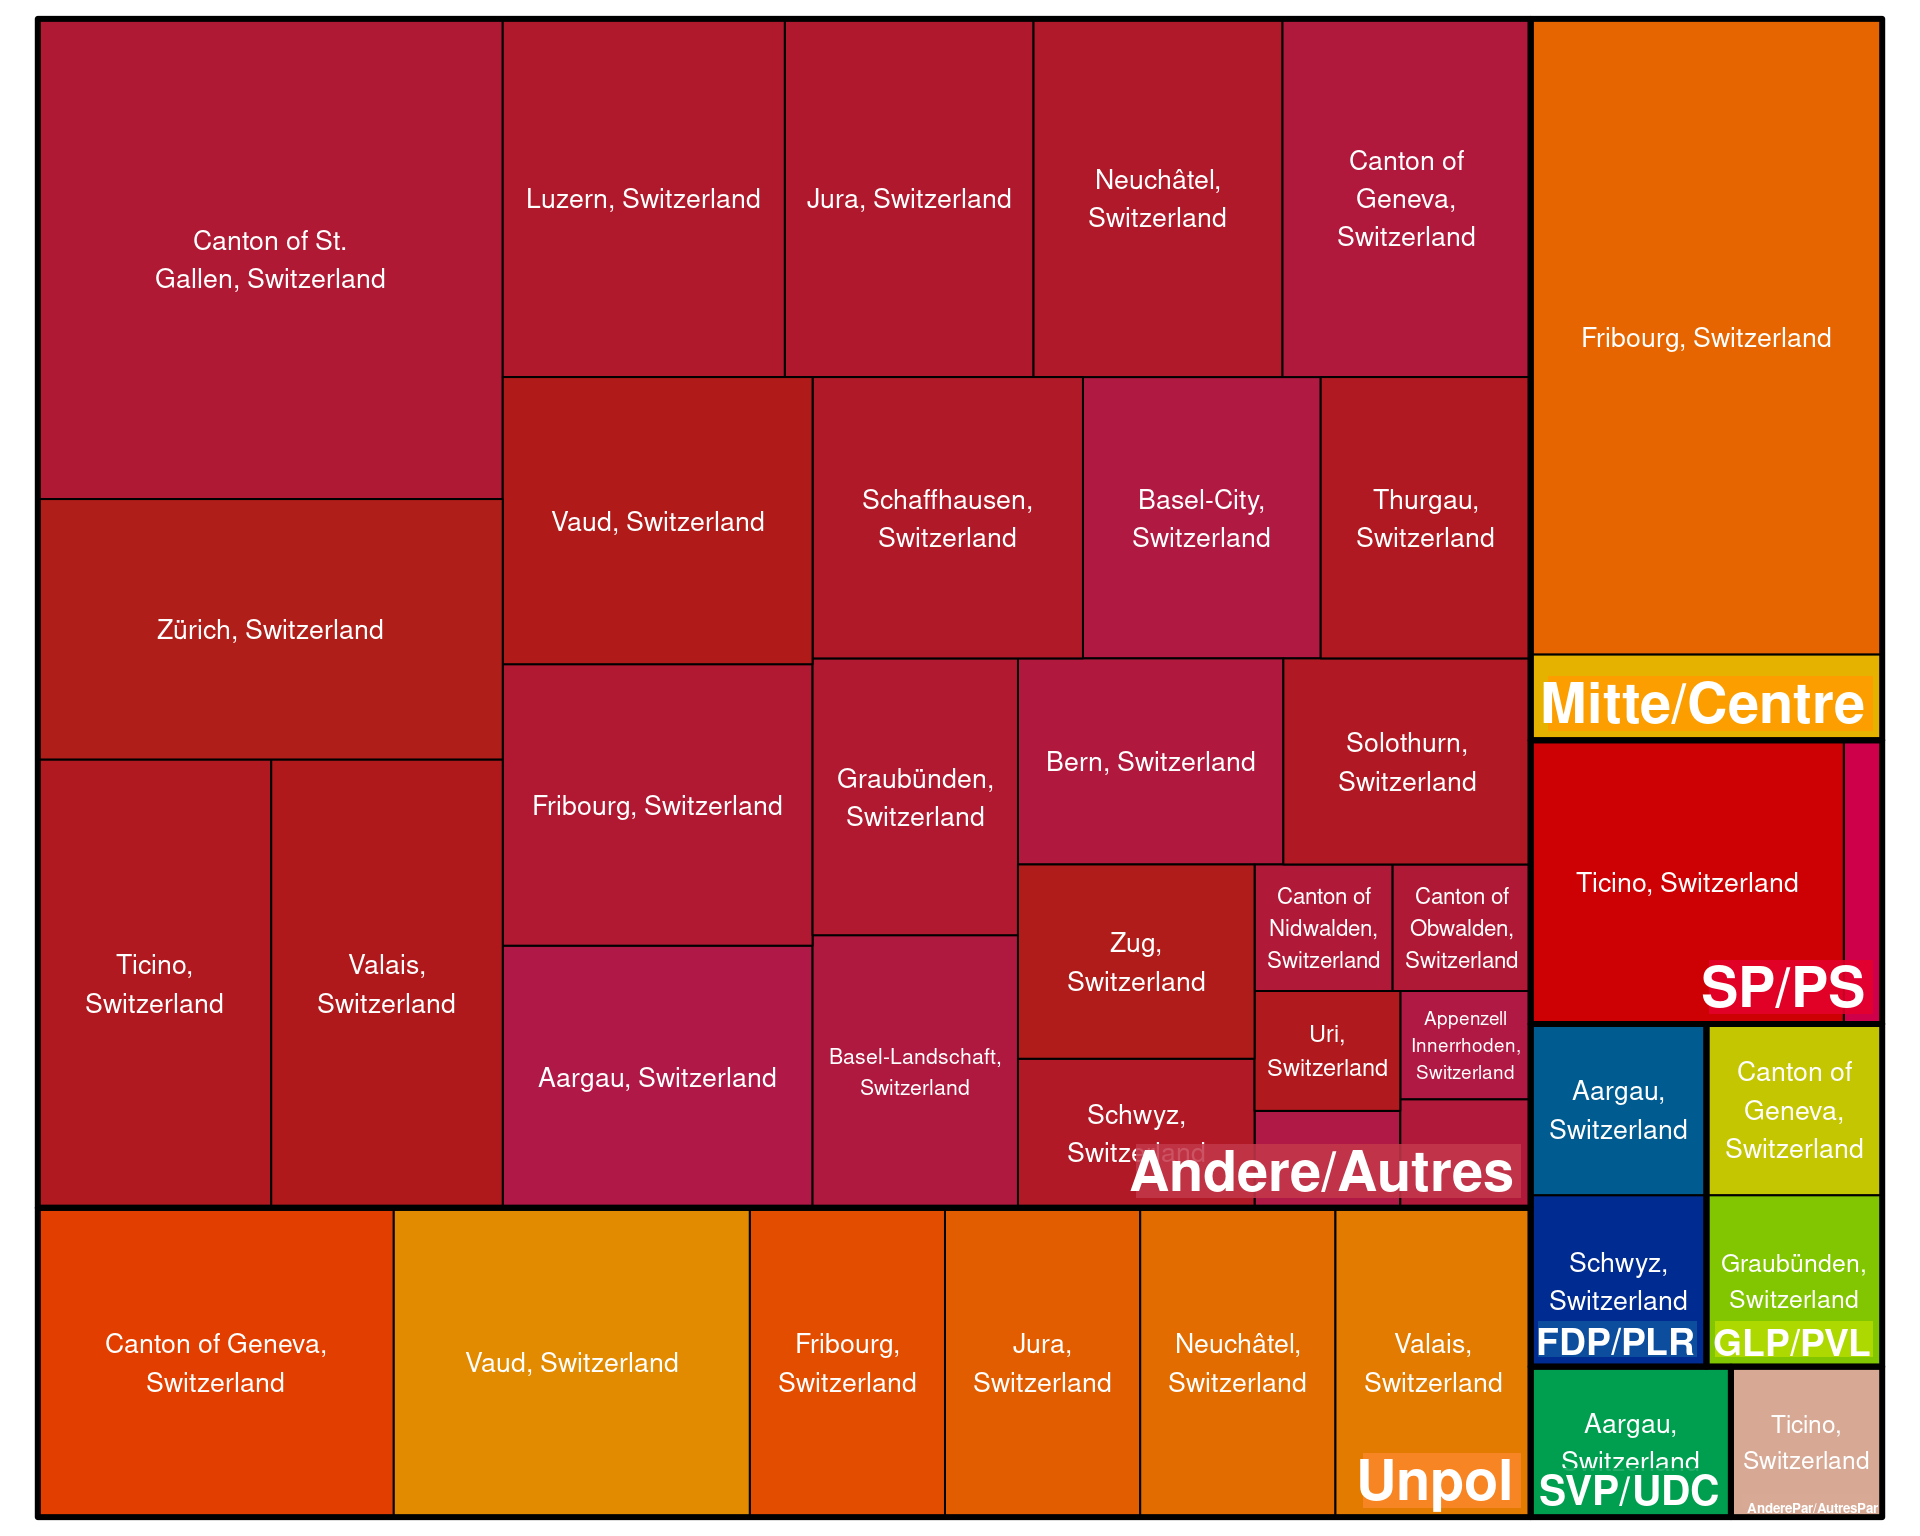 Canton of St.
Gallen, Switzerland
Luzern, Switzerland
Jura, Switzerland
Neuchâtel,
Switzerland
Canton of
Geneva,
Switzerland
Fribourg, Switzerland
Vaud, Switzerland
Schaffhausen,
Switzerland
Basel-City,
Switzerland
Thurgau,
Switzerland
Zürich, Switzerland
Mitte/Centre
Fribourg, Switzerland
Graubünden,
Switzerland
Bern, Switzerland
Solothurn,
Switzerland
Ticino, Switzerland
SP/PS
Ticino,
Switzerland
Valais,
Switzerland
Aargau, Switzerland
Basel-Landschaft,
Switzerland
Zug,
Switzerland
Canton of
Nidwalden,
Switzerland
Canton of
Obwalden,
Switzerland
Uri,
Switzerland
Appenzell
Innerrhoden,
Switzerland
Schwyz,
Switzerland
Andere/Autres
Aargau,
Switzerland
Canton of
Geneva,
Switzerland
Schwyz,
Switzerland
FDP/PLR
Graubünden,
Switzerland
GLP/PVL
Canton of Geneva,
Switzerland
Vaud, Switzerland
Fribourg,
Switzerland
Jura,
Switzerland
Neuchâtel,
Switzerland
Valais,
Switzerland
Unpol
Aargau,
Switzerland
SVP/UDC
Ticino,
Switzerland
AnderePar/AutresPar